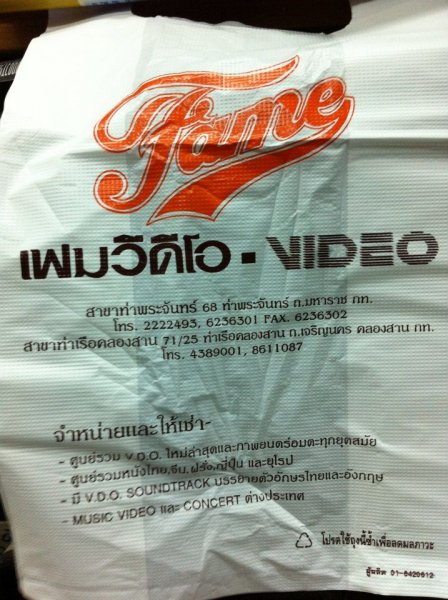 Fame
เฟมวีดีโอ ▪ VIDEO
สาขาท่าพระจันทร์ 68 ท่าพระจันทร์ ถ.มหาราช กท.
โทร. 2222493, 6236301 FAX. 6236302
สาขาท่าเรือคลองสาน 71/25 ท่าเรือคลองสาน ถ.เจริญนคร คลองสาน กท.
โทร. 4389001, 8611087
จำหน่ายและให้เช่า-
- ศูนย์รวม V.D.O. ใหม่ล่าสุดและภาพยนตร์อมตะทุกยุคสมัย
- ศูนย์รวมหนังไทย,จีน,ฝรั่ง,ญี่ปุ่น และยุโรป
- มี V.D.O. SOUNDTRACK บรรยายตัวอักษรไทยและอังกฤษ
- MUSIC VIDEO และ CONCERT ต่างประเทศ
โปรดใช้ถุงนี้ซ้ำเพื่อลดมลภาวะ
ผู้ผลิต 01-6420612